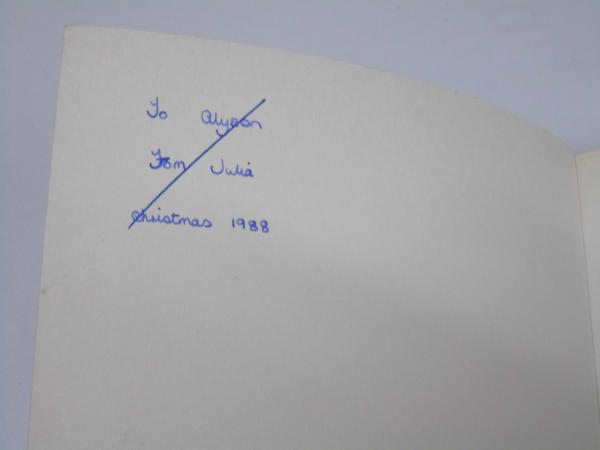 To Alyson
From Julia
Christmas 1988